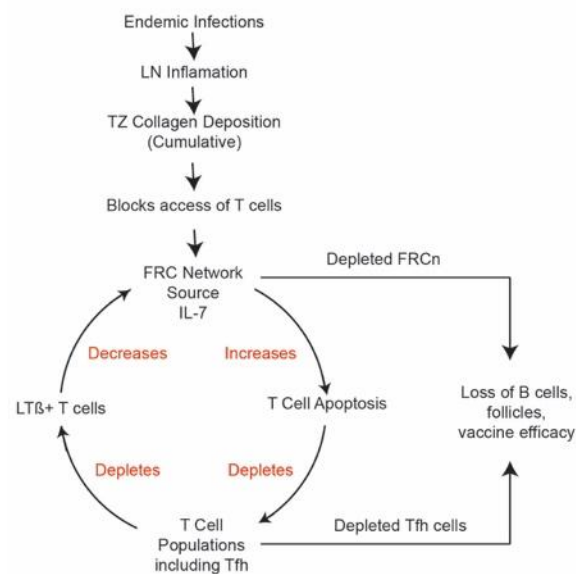 Endemic Infections
LN Inflamation
TZ Collagen Deposition
(Cumulative)
Blocks access of T cells
FRC Network
Source
IL-7
Depleted FRCn
Decreases
Increases
LTß+ T cells
T Cell Apoptosis
Loss of B cells,
follicles,
vaccine efficacy
Depletes
Depletes
T Cell
Populations
including Tfh
Depleted Tfh cells